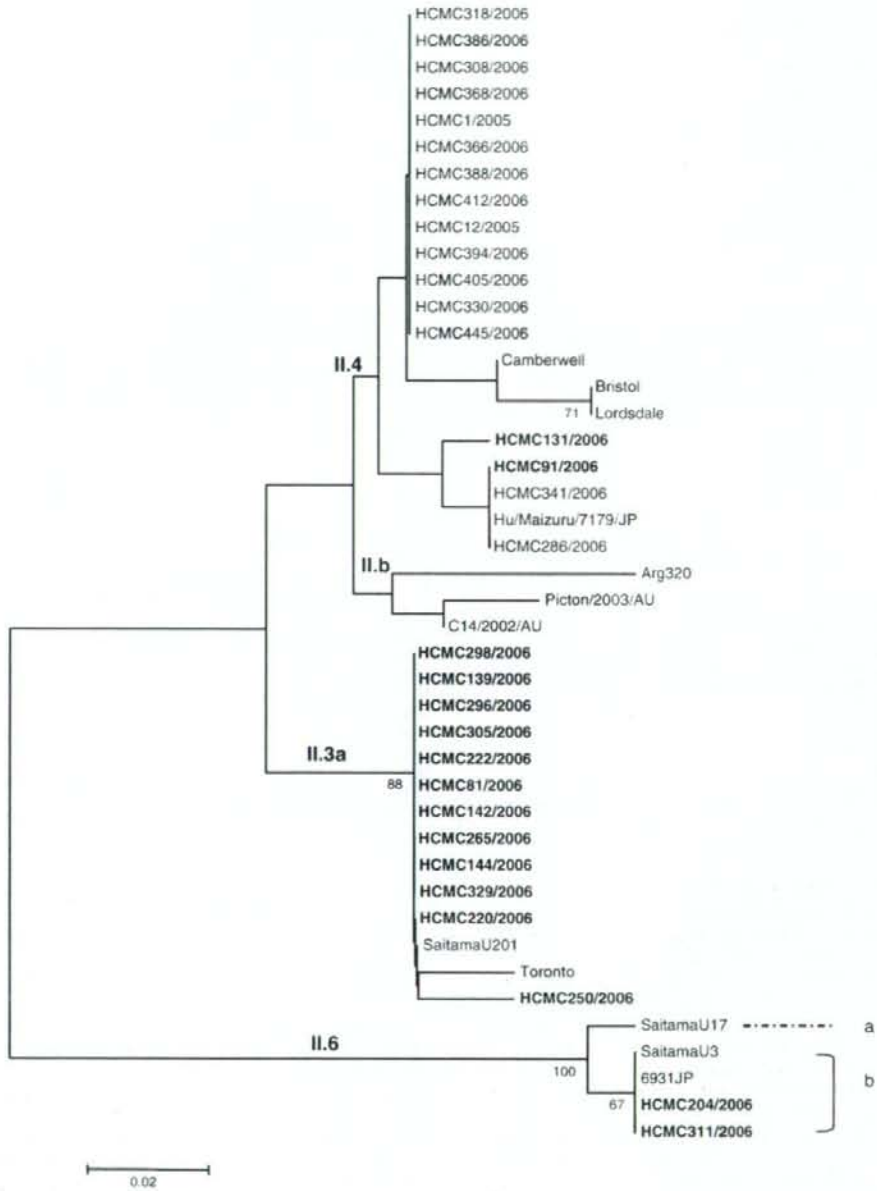 HCMC318/2006
HCMC386/2006
HCMC308/2006
HCMC368/2006
HCMC1/2005
HCMC366/2006
HCMC388/2006
HCMC412/2006
HCMC12/2005
HCMC394/2006
HCMC405/2006
HCMC330/2006
HCMC445/2006
II.4
Camberwell
Bristol
71
Lordsdale
HCMC131/2006
HCMC91/2006
HCMC341/2006
Hu/Maizuru/7179/JP
HCMC286/2006
II.b
Arg320
Picton/2003/AU
C14/2002/AU
HCMC298/2006
HCMC139/2006
HCMC296/2006
HCMC305/2006
II.3a
HCMC222/2006
88
HCMC81/2006
HCMC142/2006
HCMC265/2006
HCMC144/2006
HCMC329/2006
HCMC220/2006
SaitamaU201
Toronto
HCMC250/2006
SaitamaU17 a
II.6
SaitamaU3
100
6931JP b
67
HCMC204/2006
HCMC311/2006
0.02